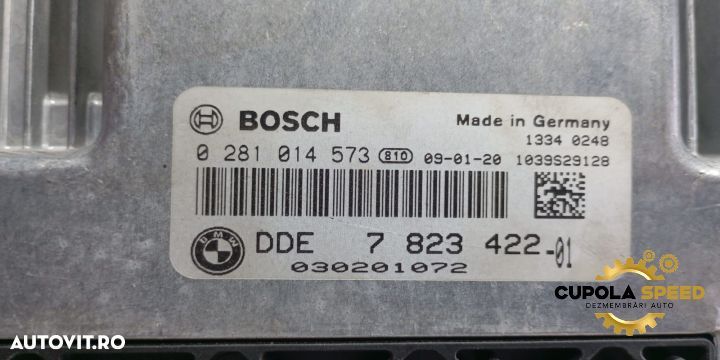 BOSCH
Made in Germany
1334 0248
0 281 014 573 810 09-01-20 1039S29128
BMW
DDE 7 823 422-01
030201072
CUPOLA SPEED
DEZMEMBRĂRI AUTO
AUTOVIT.RO